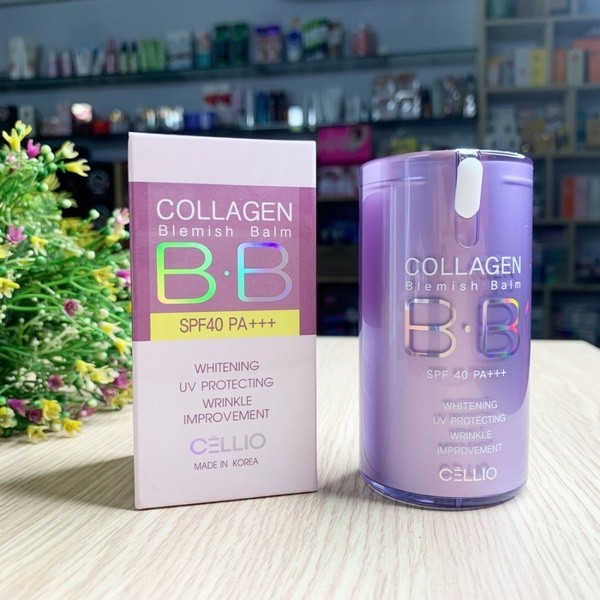 COLLAGEN
Blemish Balm
B·B
SPF40 PA+++
WHITENING
UV PROTECTING
WRINKLE
IMPROVEMENT
CELLIO
MADE IN KOREA
COLLAGEN
Blemish Balm
B·B
SPF 40 PA+++
WHITENING
UV PROTECTING
WRINKLE
IMPROVEMENT
CELLIO